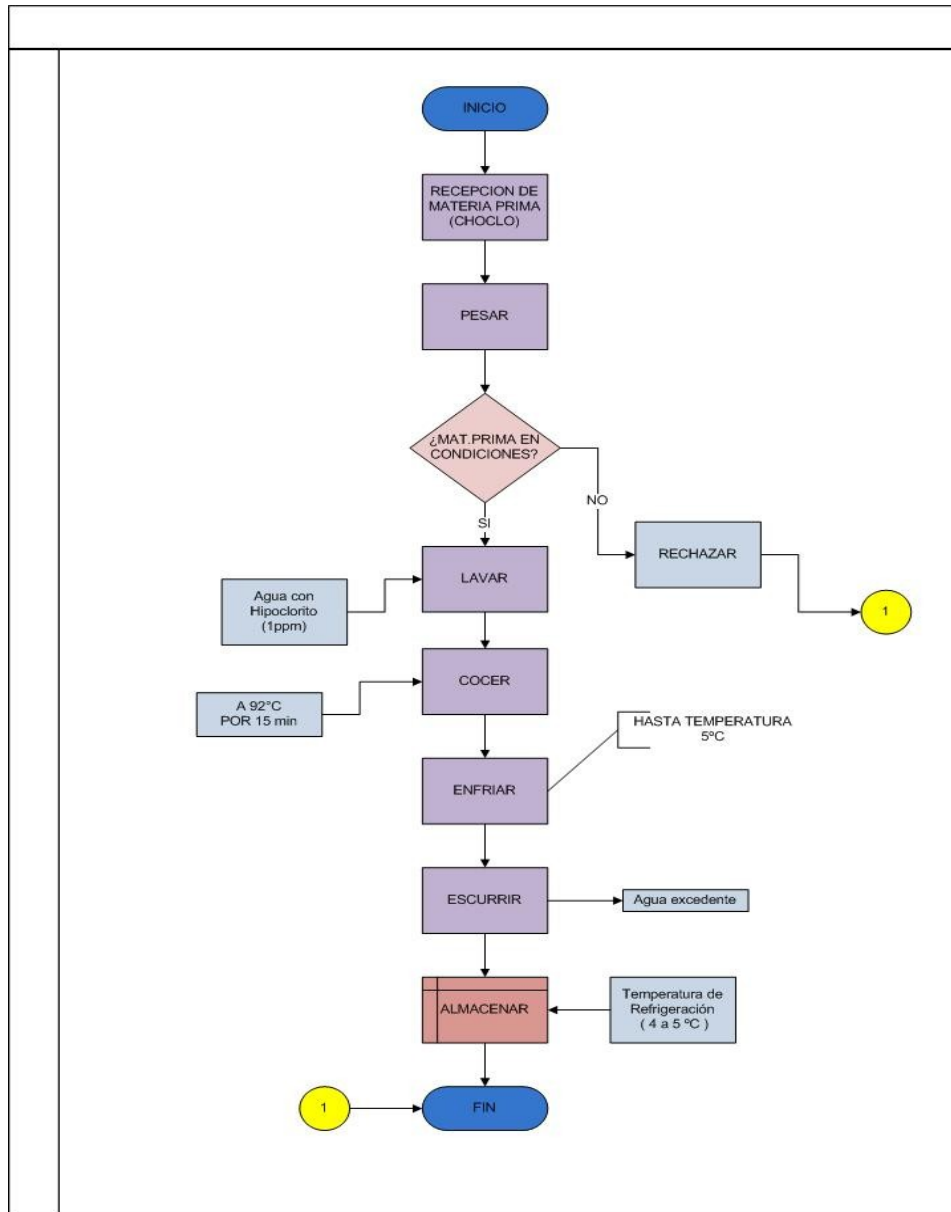 INICIO
RECEPCION DE
MATERIA PRIMA
(CHOCLO)
PESAR
¿MAT.PRIMA EN
CONDICIONES?
NO
SI
RECHAZAR
1
LAVAR
Agua con
Hipoclorito
(1ppm)
COCER
A 92°C
POR 15 min
HASTA TEMPERATURA
5ºC
ENFRIAR
ESCURRIR
Agua excedente
ALMACENAR
Temperatura de
Refrigeración
( 4 a 5 ºC )
1
FIN